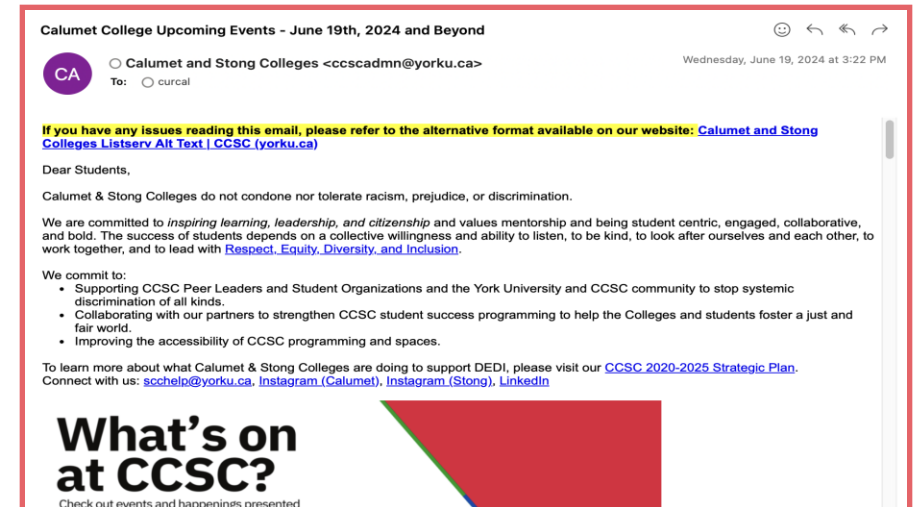 Calumet College Upcoming Events - June 19th, 2024 and Beyond
CA
Calumet and Stong Colleges <ccscadmn@yorku.ca>
Wednesday, June 19, 2024 at 3:22 PM
To: curcal
If you have any issues reading this email, please refer to the alternative format available on our website: Calumet and Stong
Colleges Listserv Alt Text | CCSC (yorku.ca)
Dear Students,
Calumet & Stong Colleges do not condone nor tolerate racism, prejudice, or discrimination.
We are committed to inspiring learning, leadership, and citizenship and values mentorship and being student centric, engaged, collaborative,
and bold. The success of students depends on a collective willingness and ability to listen, to be kind, to look after ourselves and each other, to
work together, and to lead with Respect, Equity, Diversity, and Inclusion.
We commit to:
• Supporting CCSC Peer Leaders and Student Organizations and the York University and CCSC community to stop systemic
discrimination of all kinds.
• Collaborating with our partners to strengthen CCSC student success programming to help the Colleges and students foster a just and
fair world.
• Improving the accessibility of CCSC programming and spaces.
To learn more about what Calumet & Stong Colleges are doing to support DEDI, please visit our CCSC 2020-2025 Strategic Plan.
Connect with us: scchelp@yorku.ca, Instagram (Calumet), Instagram (Stong), LinkedIn
What's on
at CCSC?
Check out events and happenings presented